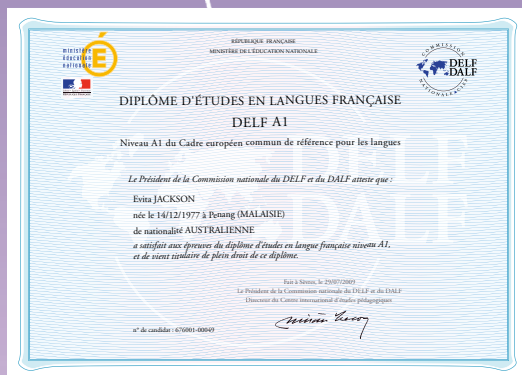 ministère
éducation
nationale
É
RÉPUBLIQUE FRANÇAISE
MINISTÈRE DE L'ÉDUCATION NATIONALE
COMMISSION
DELF
DALF
NATIONALE
DIPLÔME D'ÉTUDES EN LANGUES FRANÇAISE
DELF A1
Niveau A1 du Cadre européen commun de référence pour les langues
DELF
DALF
Le Président de la Commission nationale du DELF et du DALF atteste que :
Evita JACKSON
née le 14/12/1977 à Penang (MALAISIE)
de nationalité AUSTRALIENNE
a satisfait aux épreuves du diplôme d'études en langue française niveau A1,
et de vient titulaire de plein droit de ce diplôme.
Fait à Sèvres, le 29/07/2009
Le Président de la Commission nationale du DELF et du DALF
Directeur du Centre international d'études pédagogiques
n° de candidat : 676001-00049